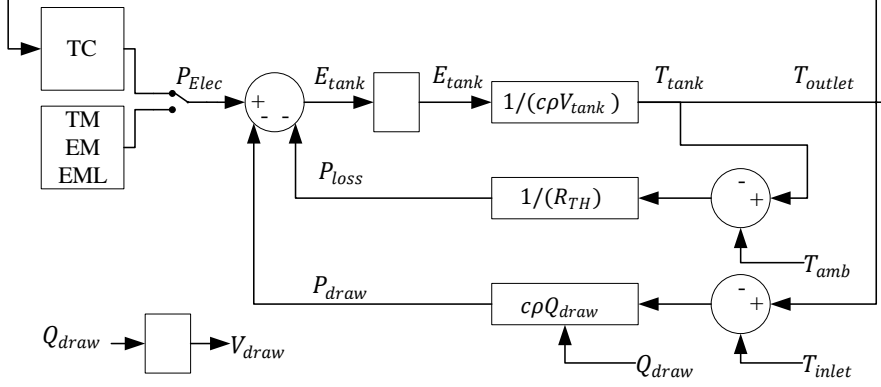 TC
P_Elec
E_tank
E_tank
T_tank
T_outlet
+
- -
1/(cρV_tank)
TM
EM
EML
P_loss
1/(R_TH)
-
+
T_amb
P_draw
cρQ_draw
-
+
Q_draw
V_draw
Q_draw
T_inlet